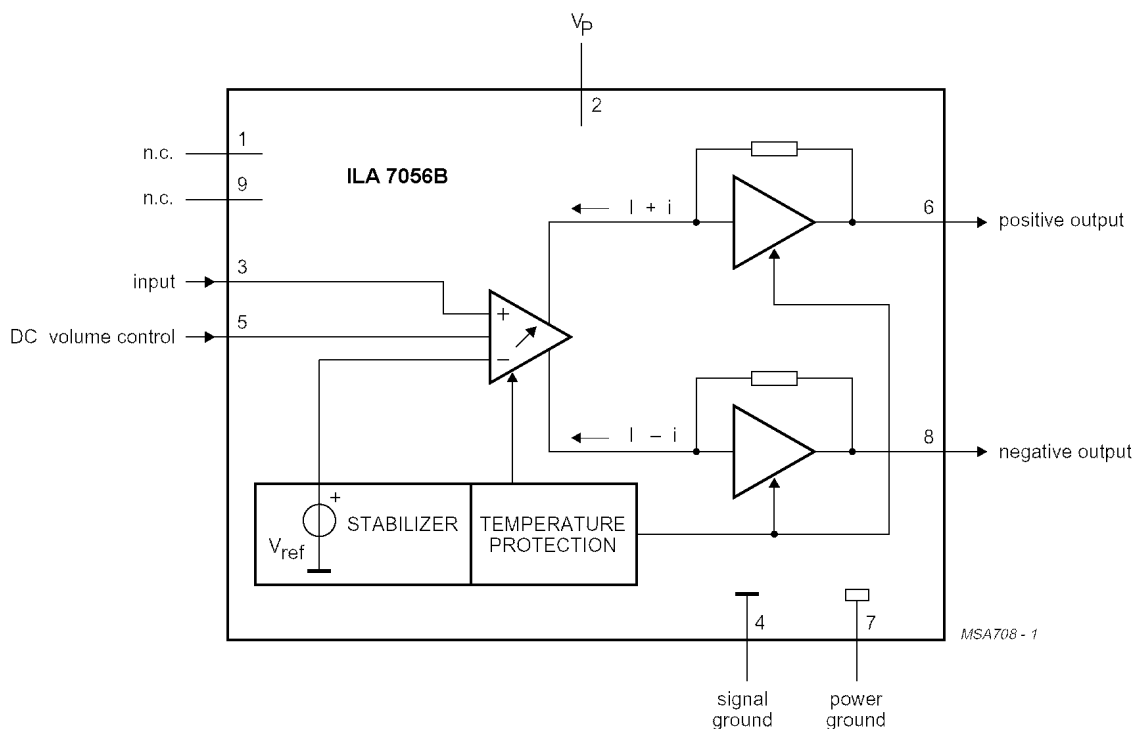 VP
2
1
n.c.
ILA 7056B
9
n.c.
I + i
6
positive output
3
input
+
5
DC volume control
−
I − i
8
negative output
+
STABILIZER
Vref
TEMPERATURE
PROTECTION
4
7
MSA708 - 1
signal
ground
power
ground